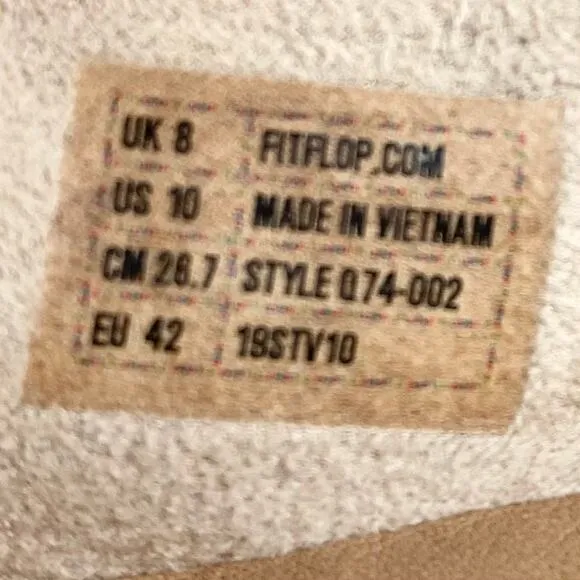 UK 8 FITFLOP.COM
US 10 MADE IN VIETNAM
CM 26.7 STYLE Q74-002
EU 42 19STV10